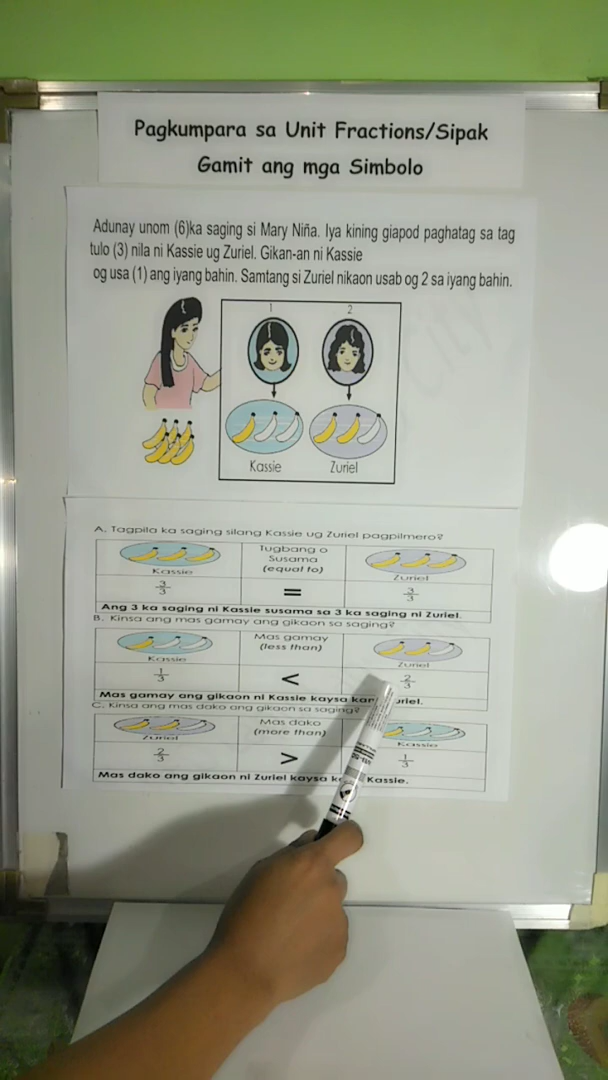 Pagkumpara sa Unit Fractions/Sipak
Gamit ang mga Simbolo
Adunay unom (6)ka saging si Mary Niña. Iya kining giapod paghatag sa tag
tulo (3) nila ni Kassie ug Zuriel. Gikan-an ni Kassie
og usa (1) ang iyang bahin. Samtang si Zuriel nikaon usab og 2 sa iyang bahin.
1 2
Kassie Zuriel
A. Tagpila ka saging silang Kassie ug Zuriel pagpilmero?
Kassie Tugbang o Susama (equal to) Zuriel
3/3 = 3/3
Ang 3 ka saging ni Kassie susama sa 3 ka saging ni Zuriel.
B. Kinsa ang mas gamay ang gikaon sa saging?
Kassie Mas gamay (less than) Zuriel
1/3 < 2/3
Mas gamay ang gikaon ni Kassie kaysa uriel.
C. Kinsa ang mas dako ang gikaon sa saging?
Zuriel Mas dako (more than) Kassie
2/3 > 1/3
Mas dako ang gikaon ni Zuriel kaysa Kassie.